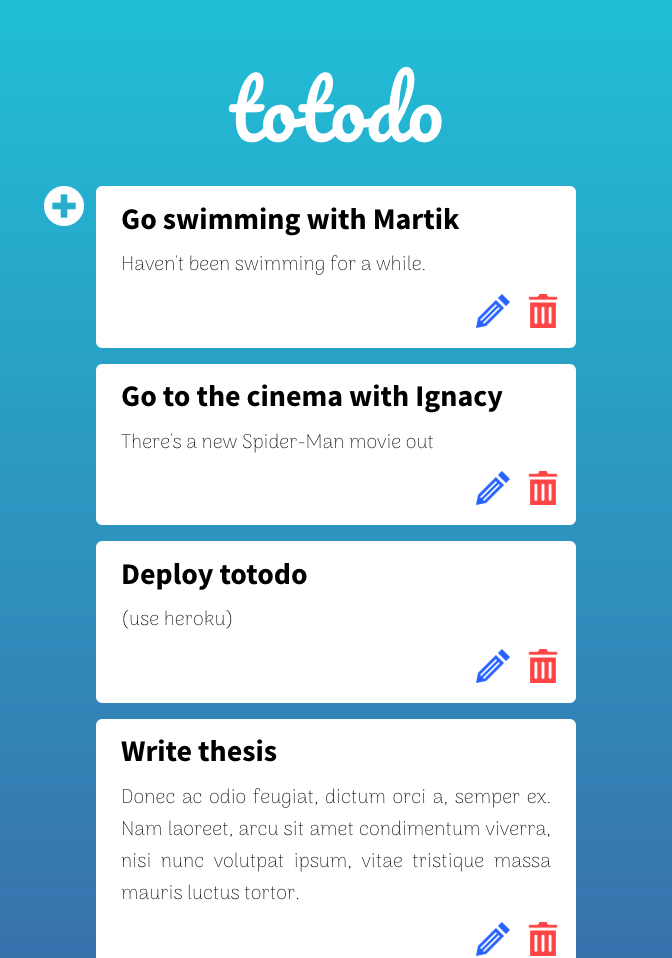 totodo
Go swimming with Martik
Haven't been swimming for a while.
Go to the cinema with Ignacy
There's a new Spider-Man movie out
Deploy totodo
(use heroku)
Write thesis
Donec ac odio feugiat, dictum orci a, semper ex.
Nam laoreet, arcu sit amet condimentum viverra,
nisi nunc volutpat ipsum, vitae tristique massa
mauris luctus tortor.